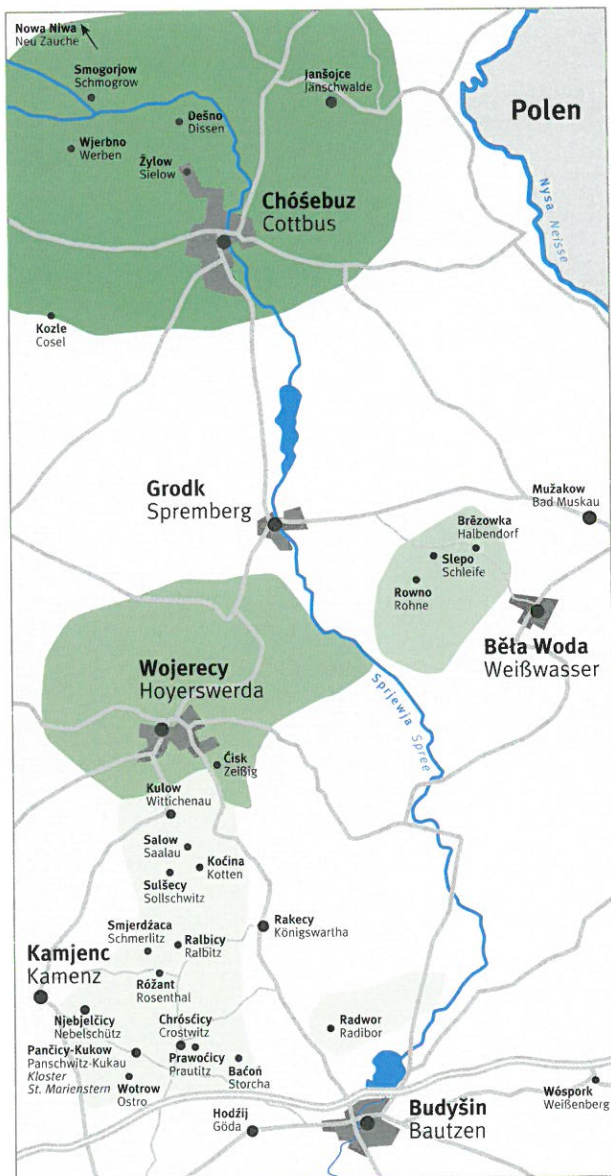 Nowa Niwa
Neu Zauche
Smogorjow
Schmogrow
Janšojce
Jänschwalde
Dešno
Dissen
Wjerbno
Werben
Žylow
Sielow
Polen
Chóśebuz
Cottbus
Nysa Neisse
Kozle
Cosel
Grodk
Spremberg
Mužakow
Bad Muskau
Brězowka
Halbendorf
Slepo
Schleife
Rowno
Rohne
Běła Woda
Weißwasser
Wojerecy
Hoyerswerda
Sprjewja Spree
Ćisk
Zeißig
Kulow
Wittichenau
Salow
Saalau
Koćina
Kotten
Sulšecy
Sollschwitz
Smjerdźaca
Schmerlitz
Ralbicy
Ralbitz
Rakecy
Königswartha
Kamjenc
Kamenz
Róžant
Rosenthal
Njebjelčicy
Nebelschütz
Chrósćicy
Crostwitz
Radwor
Radibor
Pančicy-Kukow
Panschwitz-Kukau
Kloster
St. Marienstern
Prawoćicy
Prautitz
Baćoń
Storcha
Wotrow
Ostro
Hodźij
Göda
Budyšin
Bautzen
Wóspork
Weißenberg